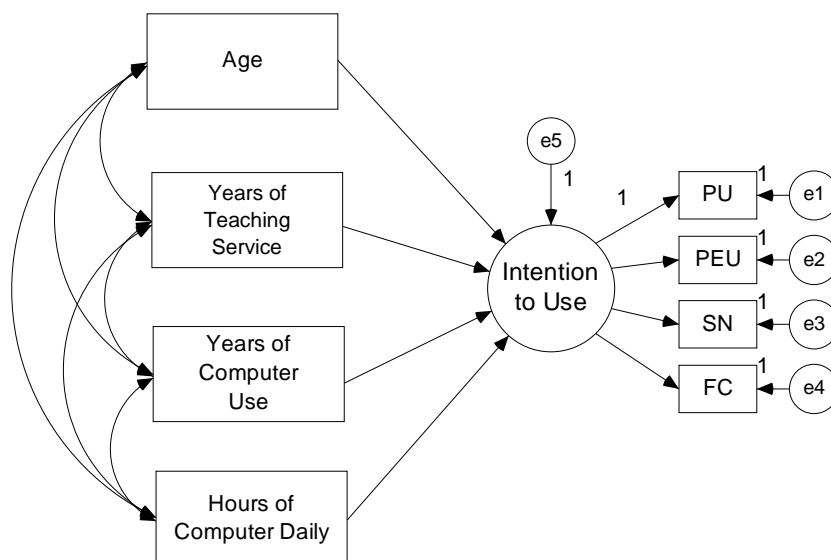 Age
Years of
Teaching
Service
Years of
Computer
Use
Hours of
Computer Daily
e5
1
Intention
to Use
1
PU
1
e1
PEU
1
e2
SN
1
e3
FC
1
e4